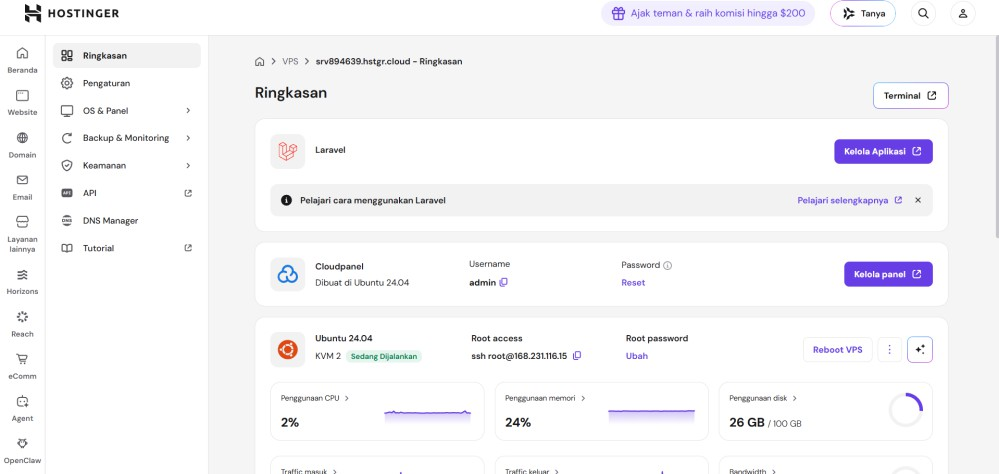 HOSTINGER
Ajak teman & raih komisi hingga $200
Tanya
Beranda
Website
Domain
Email
Layanan
lainnya
Horizons
Reach
eComm
Agent
OpenClaw
Ringkasan
Pengaturan
OS & Panel
Backup & Monitoring
Keamanan
API
API
DNS
DNS Manager
Tutorial
VPS
srv894639.hstgr.cloud - Ringkasan
Ringkasan
Terminal
Laravel
Kelola Aplikasi
Pelajari cara menggunakan Laravel
Pelajari selengkapnya
Cloudpanel
Dibuat di Ubuntu 24.04
Username
admin
Password
Reset
Kelola panel
Ubuntu 24.04
KVM 2 Sedang Dijalankan
Root access
ssh root@168.231.116.15
Root password
Ubah
Reboot VPS
Penggunaan CPU
2%
Penggunaan memori
24%
Penggunaan disk
26 GB / 100 GB
Traffic masuk
Traffic keluar
Bandwidth